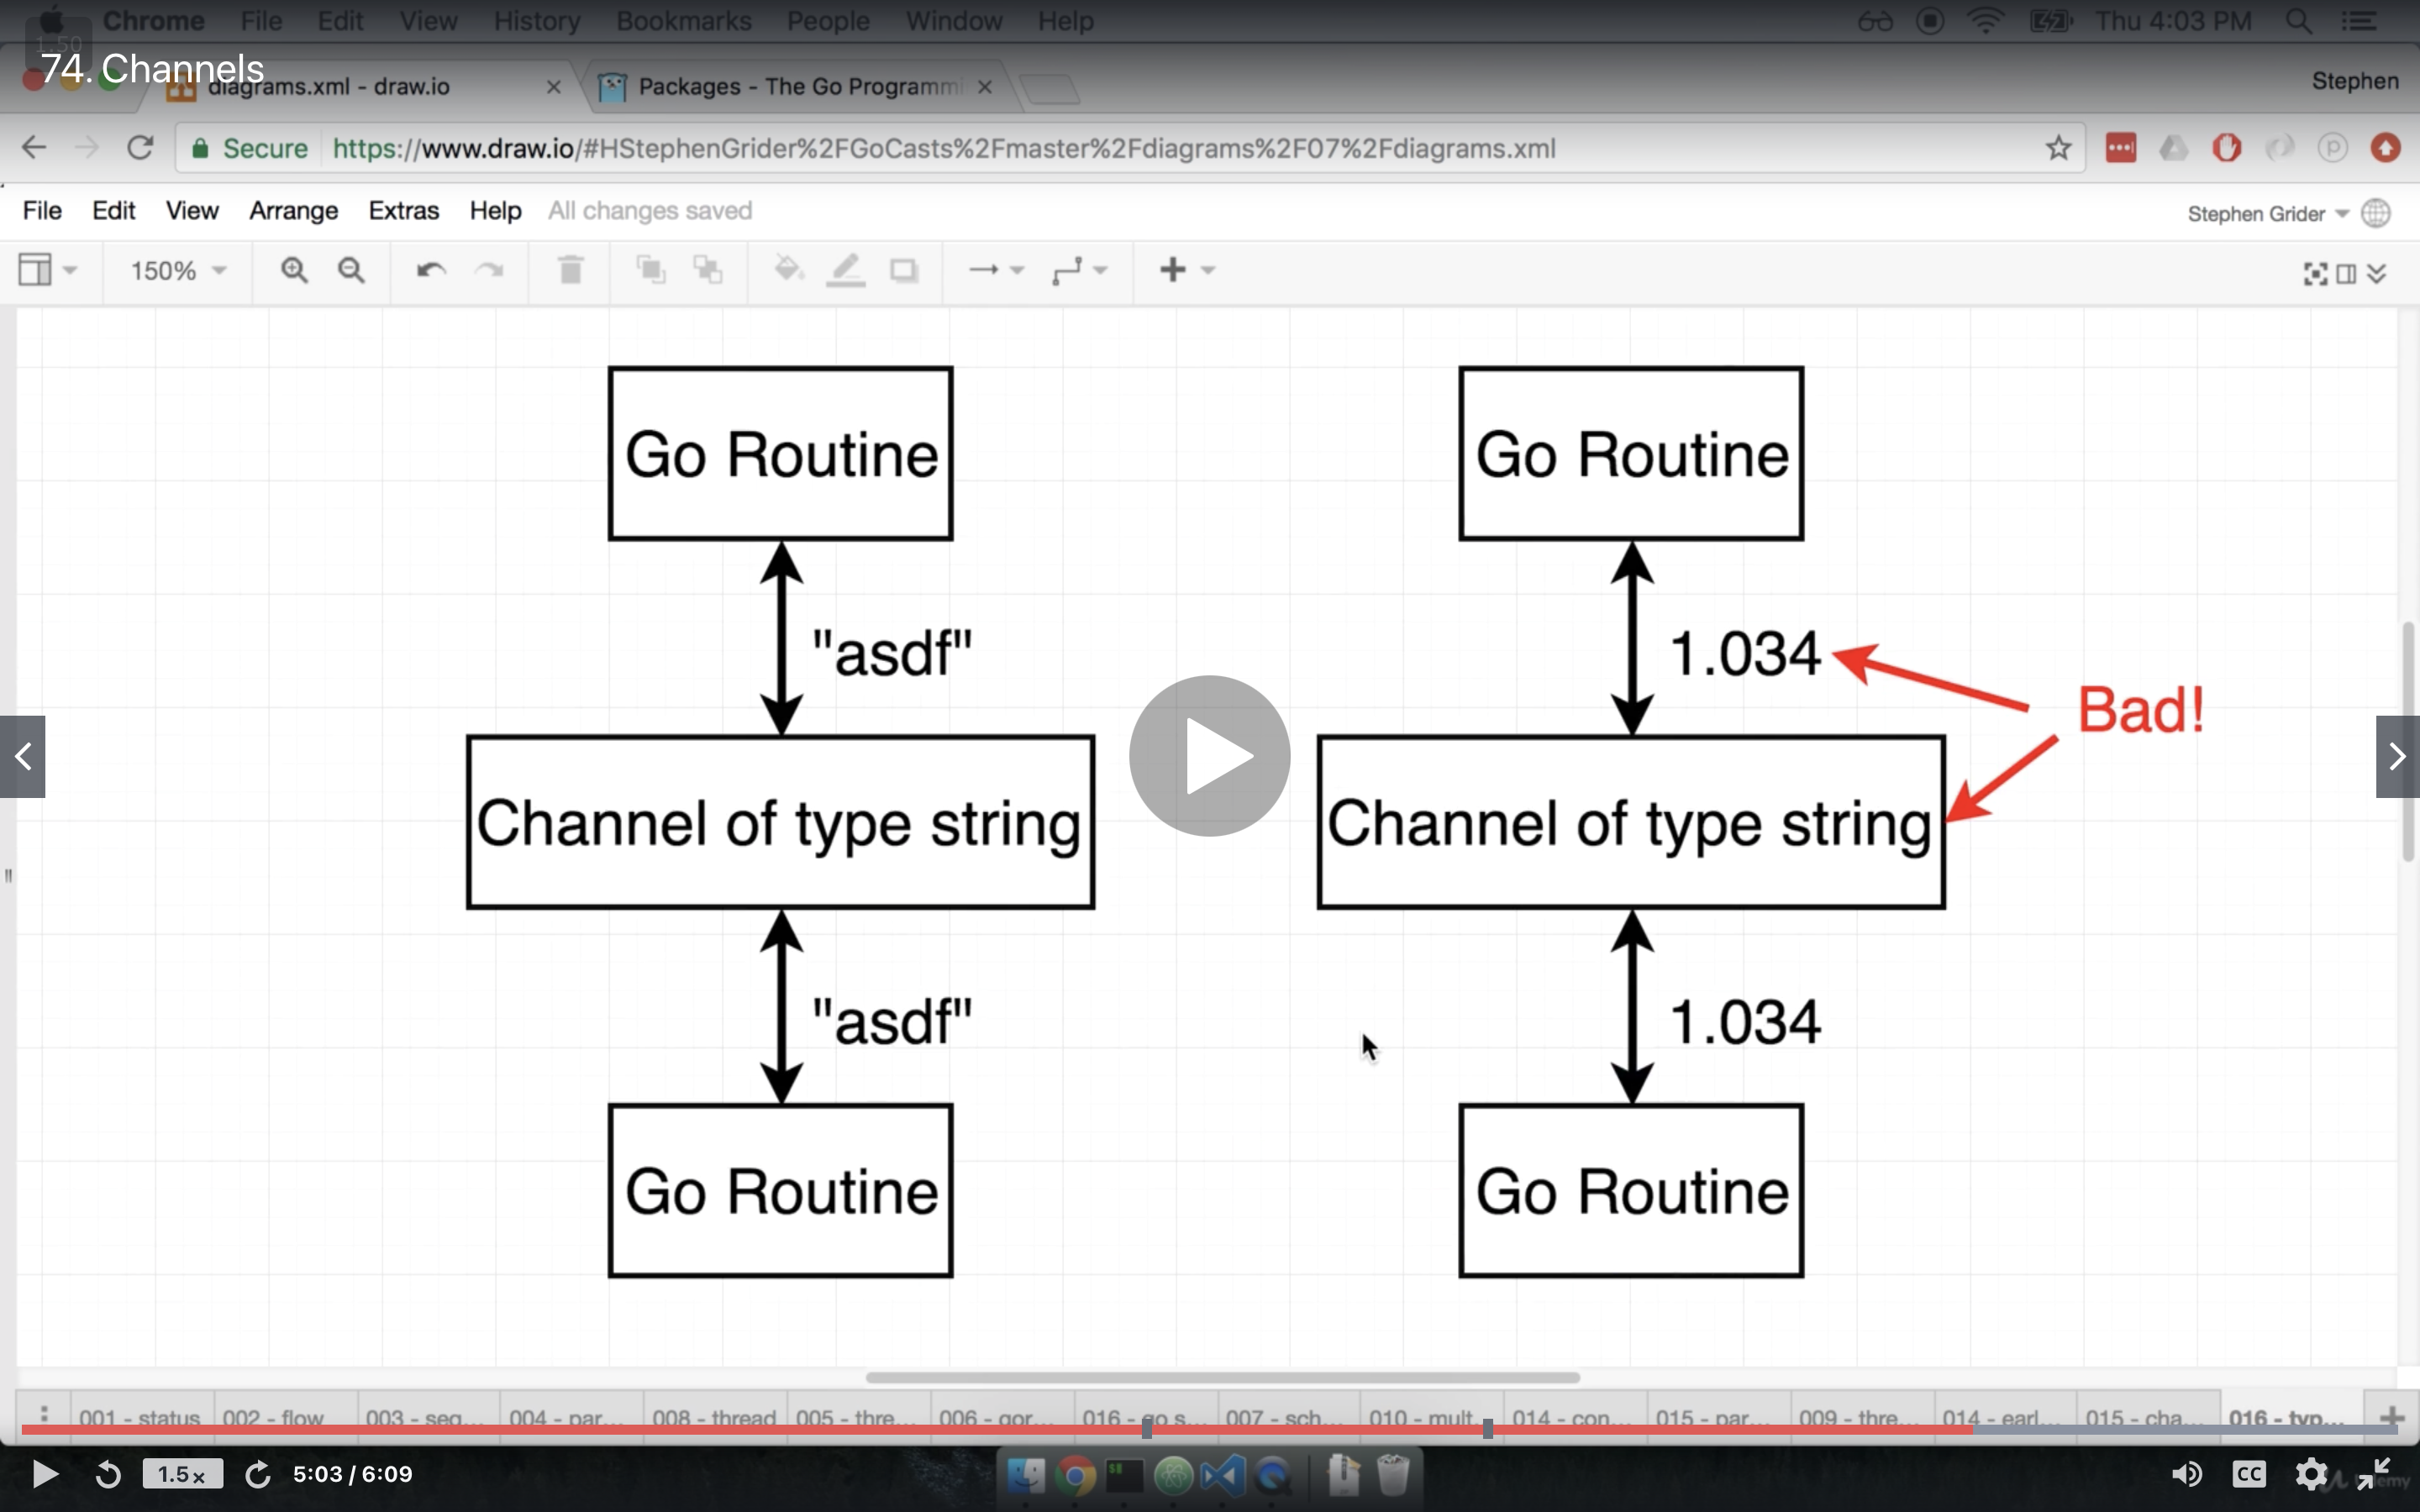 Chrome File Edit View History Bookmarks People Window Help Thu 4:03 PM
1.50
74. Channels
diagrams.xml - draw.io Packages - The Go Programmi Stephen
Secure https://www.draw.io/#HStephenGrider%2FGoCasts%2Fmaster%2Fdiagrams%2F07%2Fdiagrams.xml
File Edit View Arrange Extras Help All changes saved Stephen Grider
150%
Go Routine Go Routine
"asdf" 1.034
Bad!
Channel of type string Channel of type string
"asdf" 1.034
Go Routine Go Routine
001 - status 002 - flow 003 - seq... 004 - par... 008 - thread 005 - thre... 006 - gor... 016 - go s... 007 - sch... 010 - mult... 014 - con... 015 - par... 009 - thre... 014 - earl... 015 - cha... 016 - typ...
1.5x 5:03 / 6:09 CC